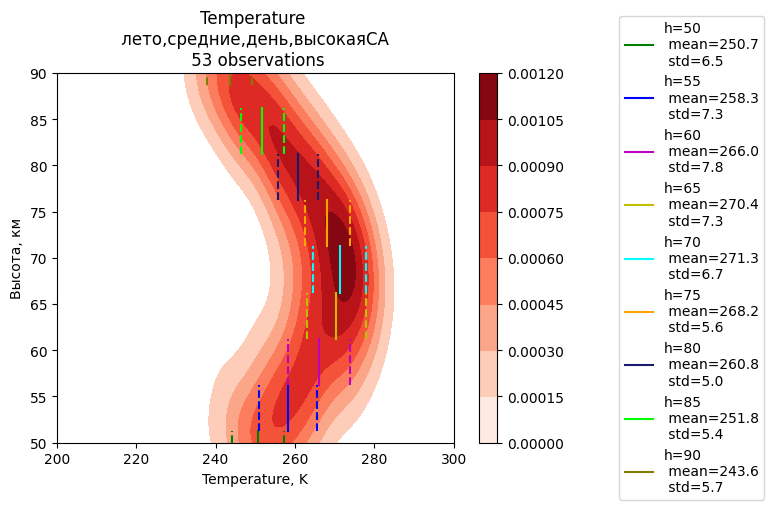 Temperature
лето,средние,день,высокаяСА
53 observations
90
85
80
75
70
65
60
55
50
Высота, км
200
220
240
260
280
300
Temperature, K
0.00120
0.00105
0.00090
0.00075
0.00060
0.00045
0.00030
0.00015
0.00000
h=50
mean=250.7
std=6.5
h=55
mean=258.3
std=7.3
h=60
mean=266.0
std=7.8
h=65
mean=270.4
std=7.3
h=70
mean=271.3
std=6.7
h=75
mean=268.2
std=5.6
h=80
mean=260.8
std=5.0
h=85
mean=251.8
std=5.4
h=90
mean=243.6
std=5.7